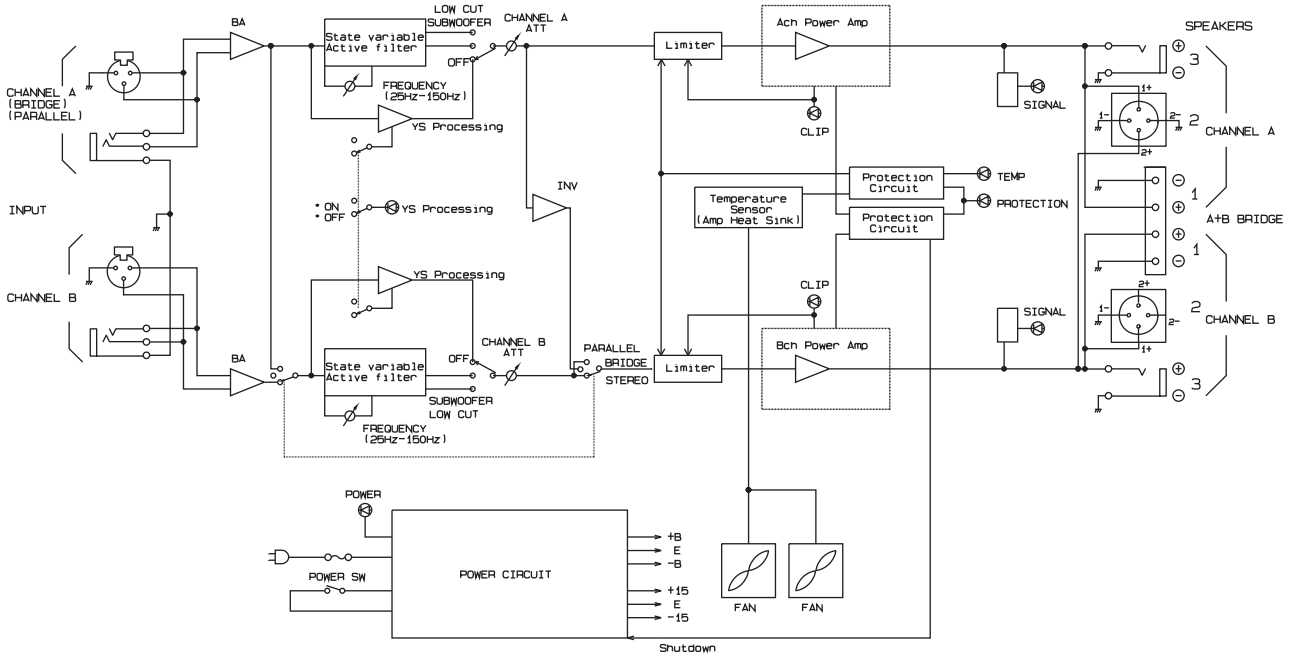 LOW CUT
SUBWOOFER
CHANNEL A
ATT
BA
State variable
Active filter
OFF
FREQUENCY
(25Hz-150Hz)
YS Processing
Limiter
Ach Power Amp
CLIP
SIGNAL
SPEAKERS
+
3
-
1+
1-
2-
2+
2
CHANNEL A
CHANNEL A
(BRIDGE)
(PARALLEL)
INPUT
* ON
* OFF
YS Processing
INV
Temperature
Sensor
(Amp Heat Sink)
Protection
Circuit
TEMP
PROTECTION
Protection
Circuit
-
1
+
A+B BRIDGE
+
1
-
CHANNEL B
YS Processing
CLIP
SIGNAL
2+
1-
2-
1+
2
CHANNEL B
BA
State variable
Active filter
OFF
SUBWOOFER
LOW CUT
FREQUENCY
(25Hz-150Hz)
CHANNEL B
ATT
PARALLEL
BRIDGE
STEREO
Limiter
Bch Power Amp
+
3
-
POWER
POWER SW
POWER CIRCUIT
+B
E
-B
+15
E
-15
Shutdown
FAN
FAN